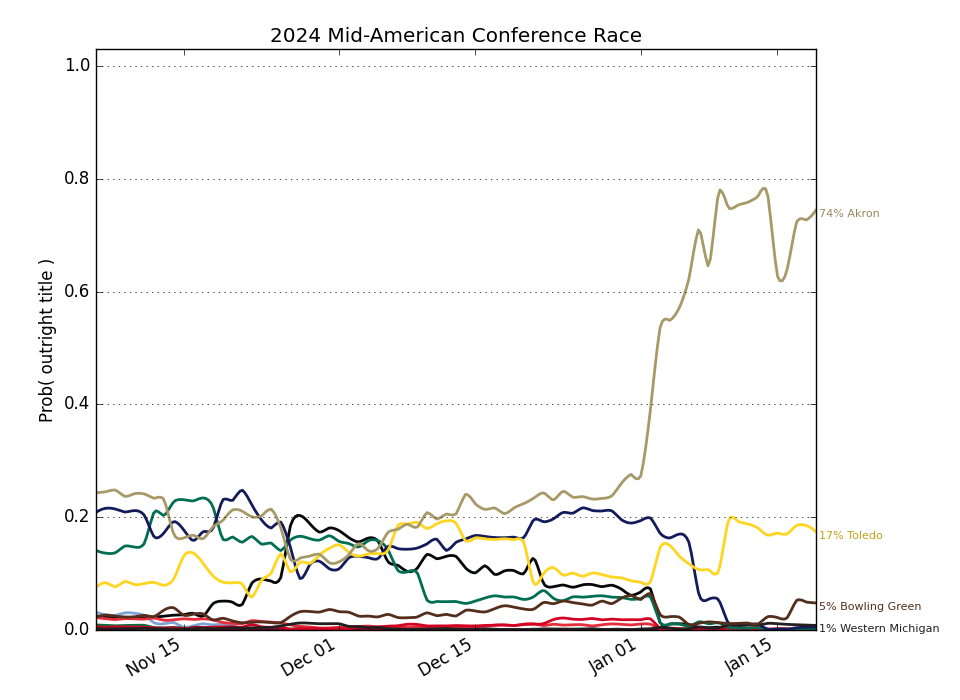 2024 Mid-American Conference Race
Prob( outright title )
1.0
0.8
0.6
0.4
0.2
0.0
74% Akron
17% Toledo
5% Bowling Green
1% Western Michigan
Nov 15
Dec 01
Dec 15
Jan 01
Jan 15